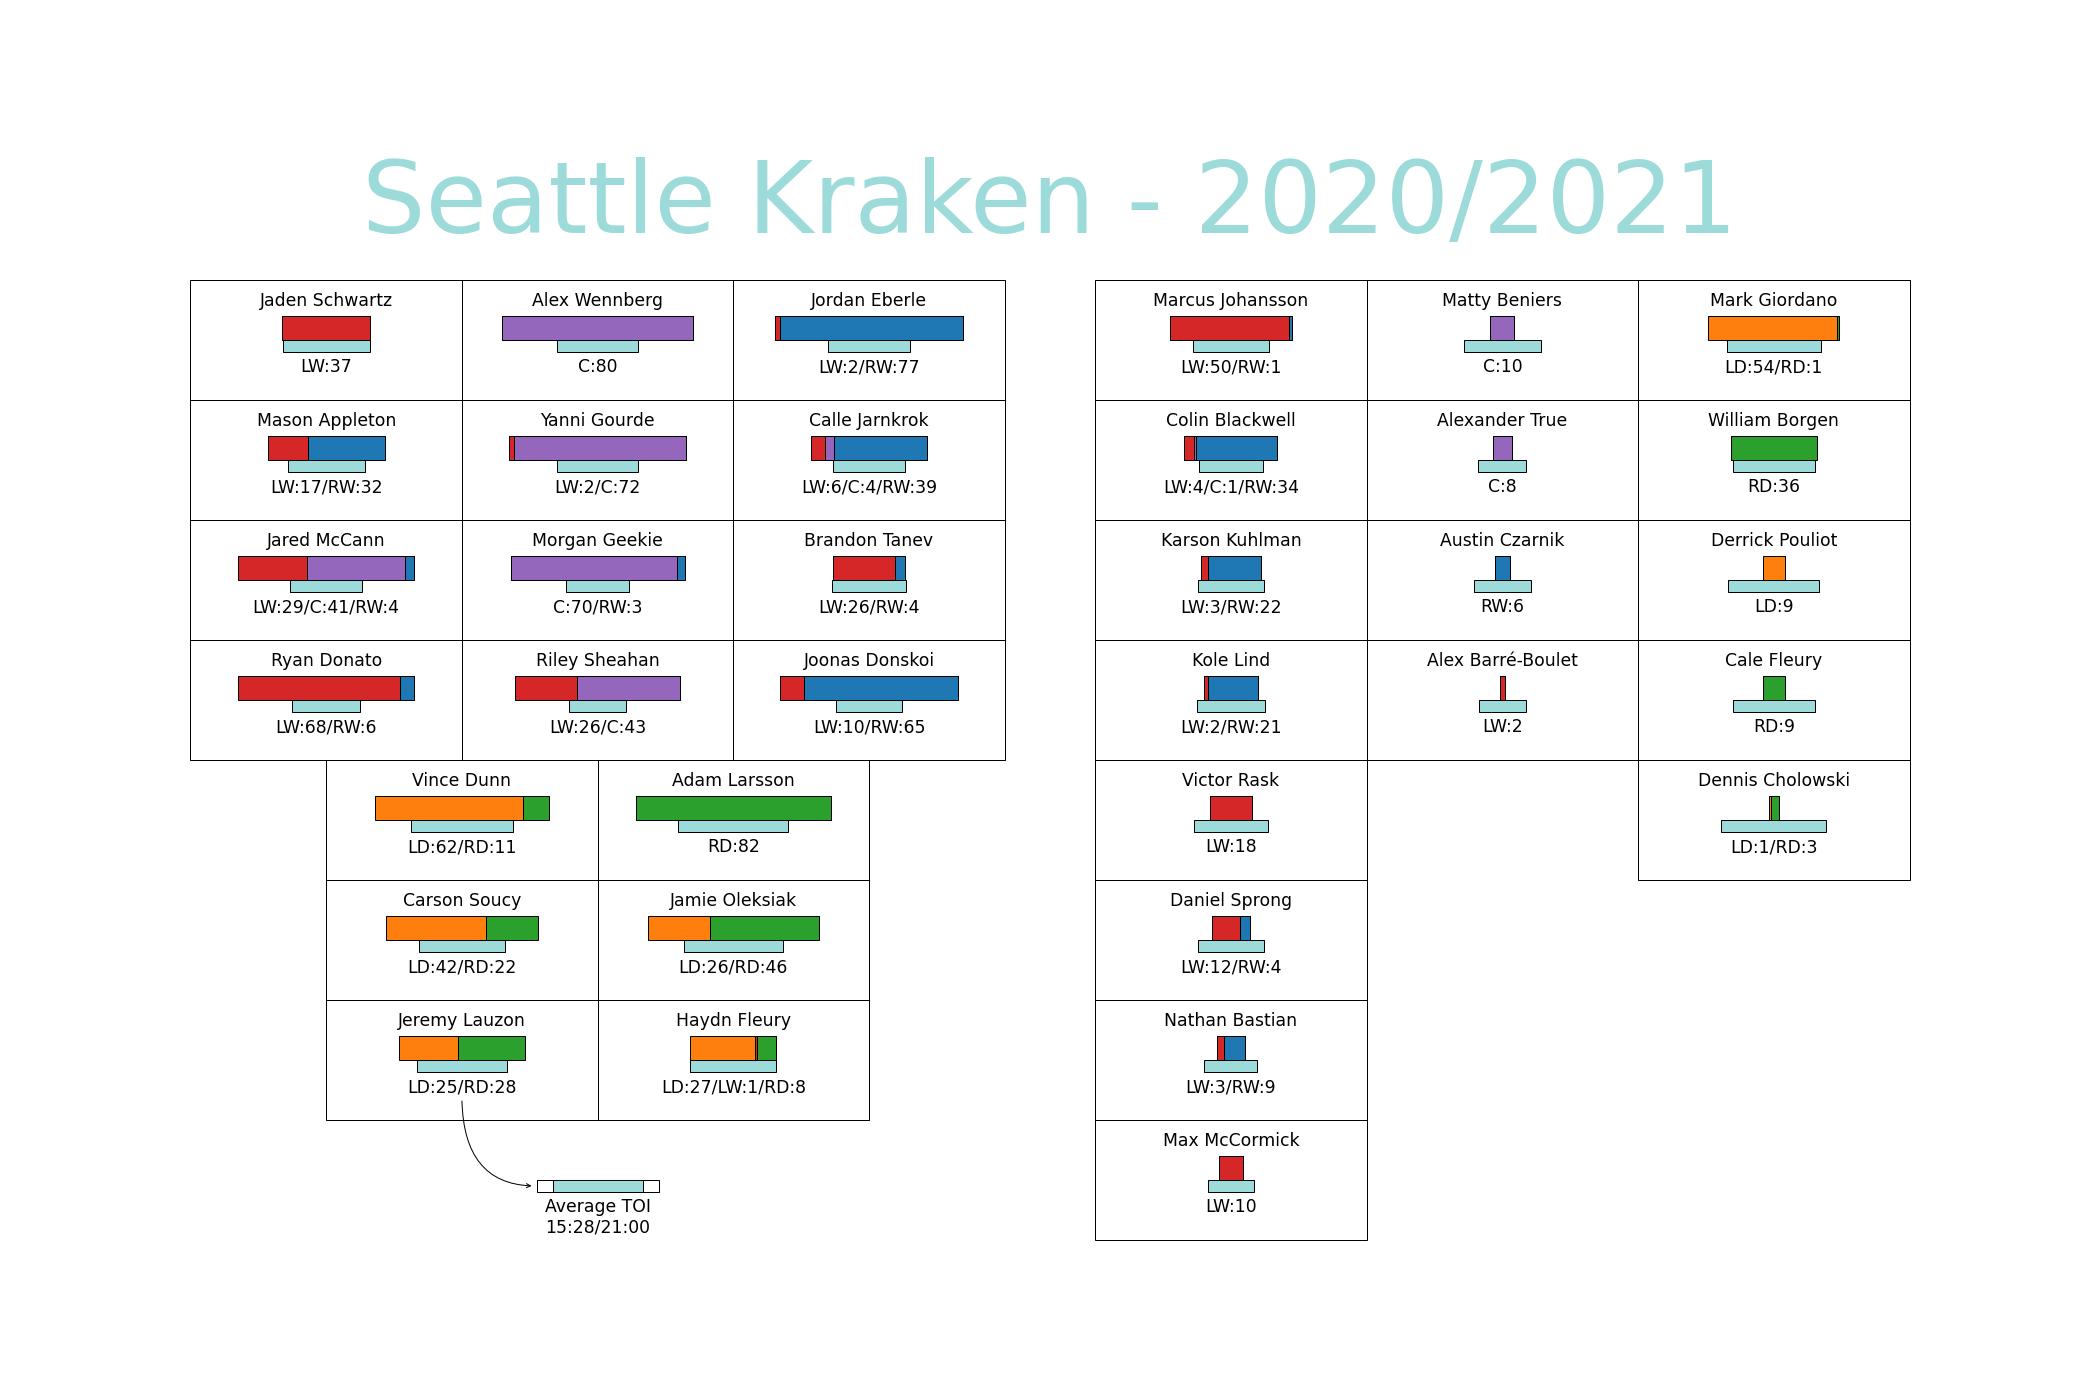 Seattle Kraken - 2020/2021
Jaden Schwartz
LW:37
Alex Wennberg
C:80
Jordan Eberle
LW:2/RW:77
Mason Appleton
LW:17/RW:32
Yanni Gourde
LW:2/C:72
Calle Jarnkrok
LW:6/C:4/RW:39
Jared McCann
LW:29/C:41/RW:4
Morgan Geekie
C:70/RW:3
Brandon Tanev
LW:26/RW:4
Ryan Donato
LW:68/RW:6
Riley Sheahan
LW:26/C:43
Joonas Donskoi
LW:10/RW:65
Vince Dunn
LD:62/RD:11
Adam Larsson
RD:82
Carson Soucy
LD:42/RD:22
Jamie Oleksiak
LD:26/RD:46
Jeremy Lauzon
LD:25/RD:28
Haydn Fleury
LD:27/LW:1/RD:8
Average TOI
15:28/21:00
Marcus Johansson
LW:50/RW:1
Matty Beniers
C:10
Mark Giordano
LD:54/RD:1
Colin Blackwell
LW:4/C:1/RW:34
Alexander True
C:8
William Borgen
RD:36
Karson Kuhlman
LW:3/RW:22
Austin Czarnik
RW:6
Derrick Pouliot
LD:9
Kole Lind
LW:2/RW:21
Alex Barré-Boulet
LW:2
Cale Fleury
RD:9
Victor Rask
LW:18
Dennis Cholowski
LD:1/RD:3
Daniel Sprong
LW:12/RW:4
Nathan Bastian
LW:3/RW:9
Max McCormick
LW:10